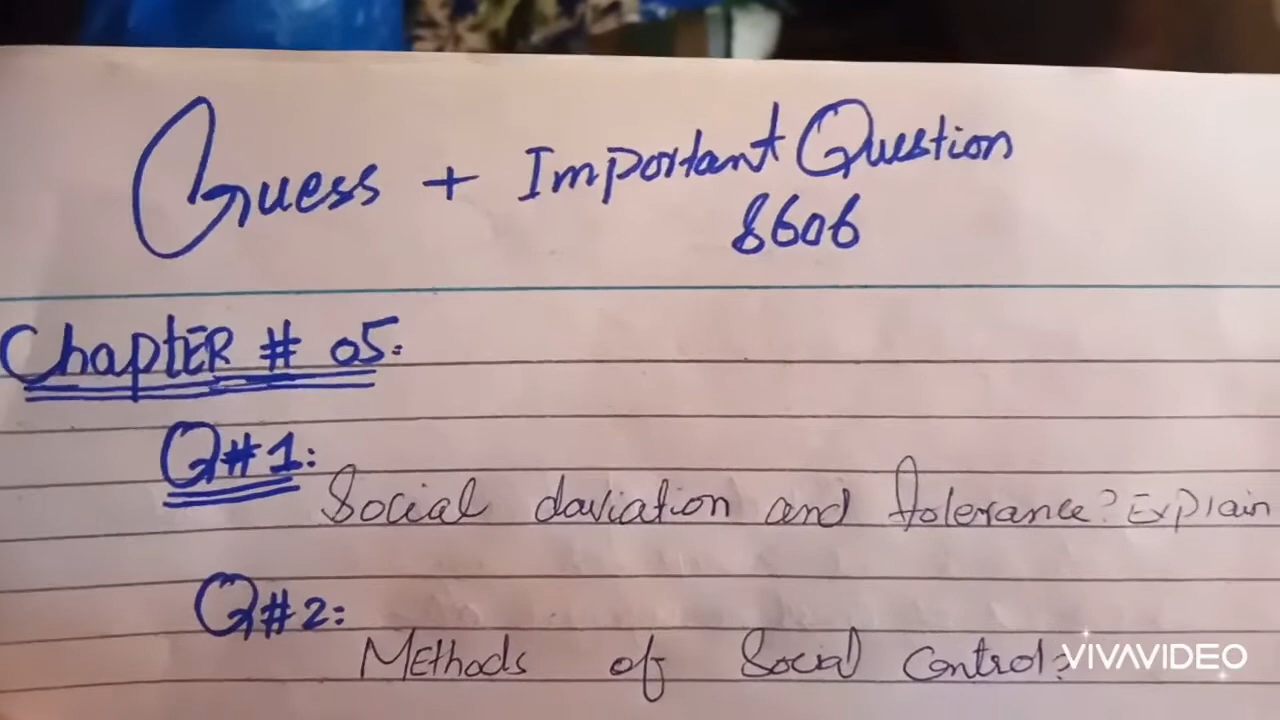 Guess + Important Question
8606
Chapter # 05:
Q#1:
Social daviation and tolerance? Explain
Q#2:
Methods of Social Control?
VIVAVIDEO